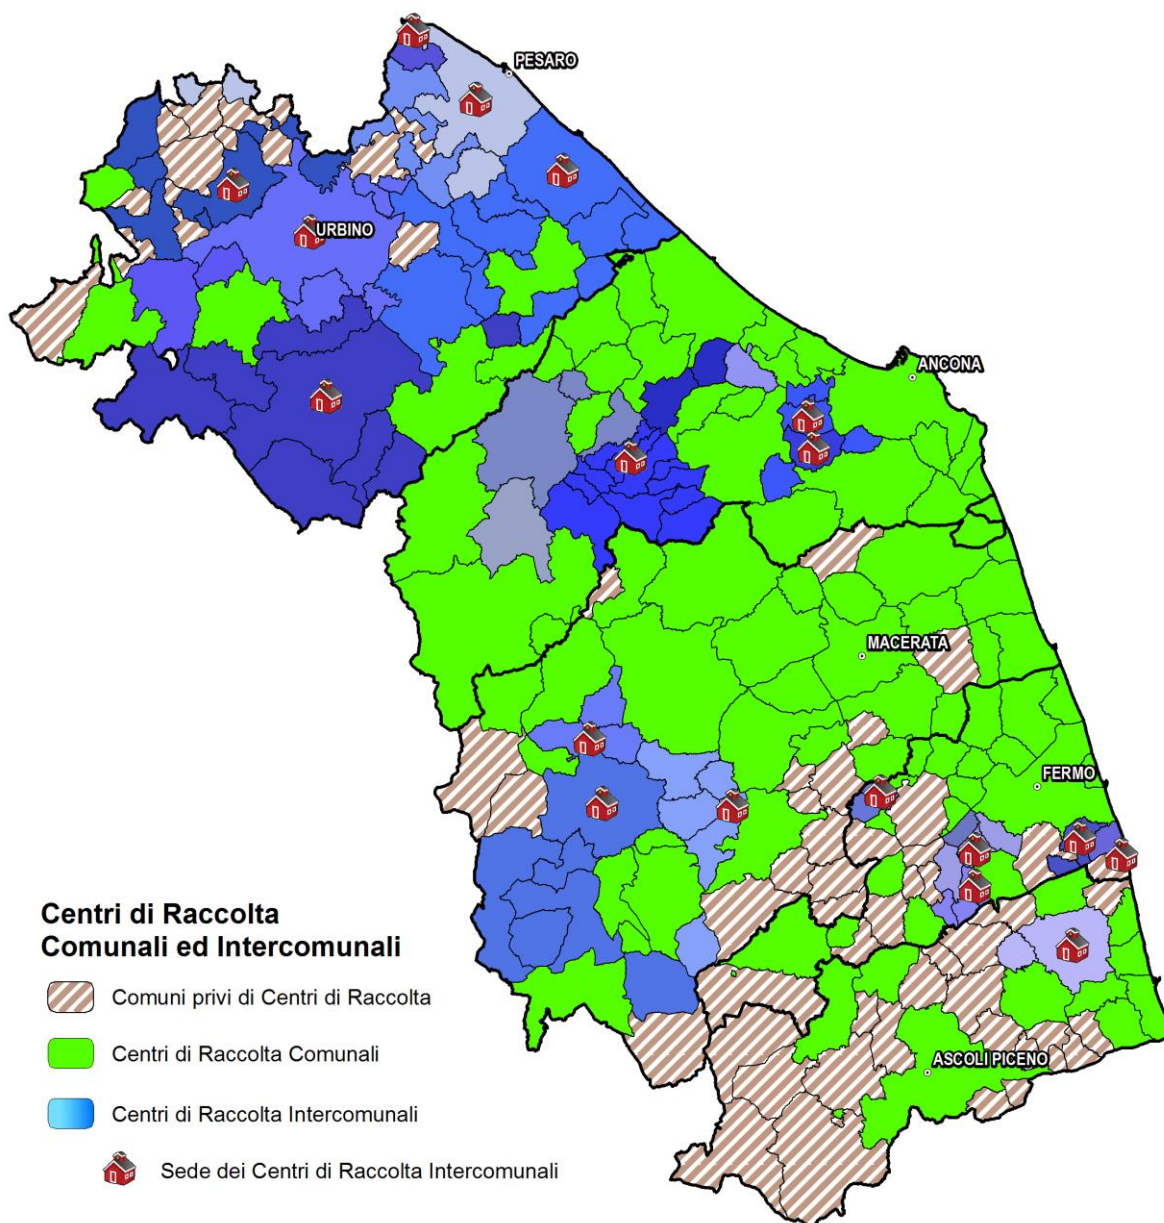 PESARO
URBINO
ANCONA
MACERATA
FERMO
ASCOLI PICENO
Centri di Raccolta
Comunali ed Intercomunali
Comuni privi di Centri di Raccolta
Centri di Raccolta Comunali
Centri di Raccolta Intercomunali
Sede dei Centri di Raccolta Intercomunali